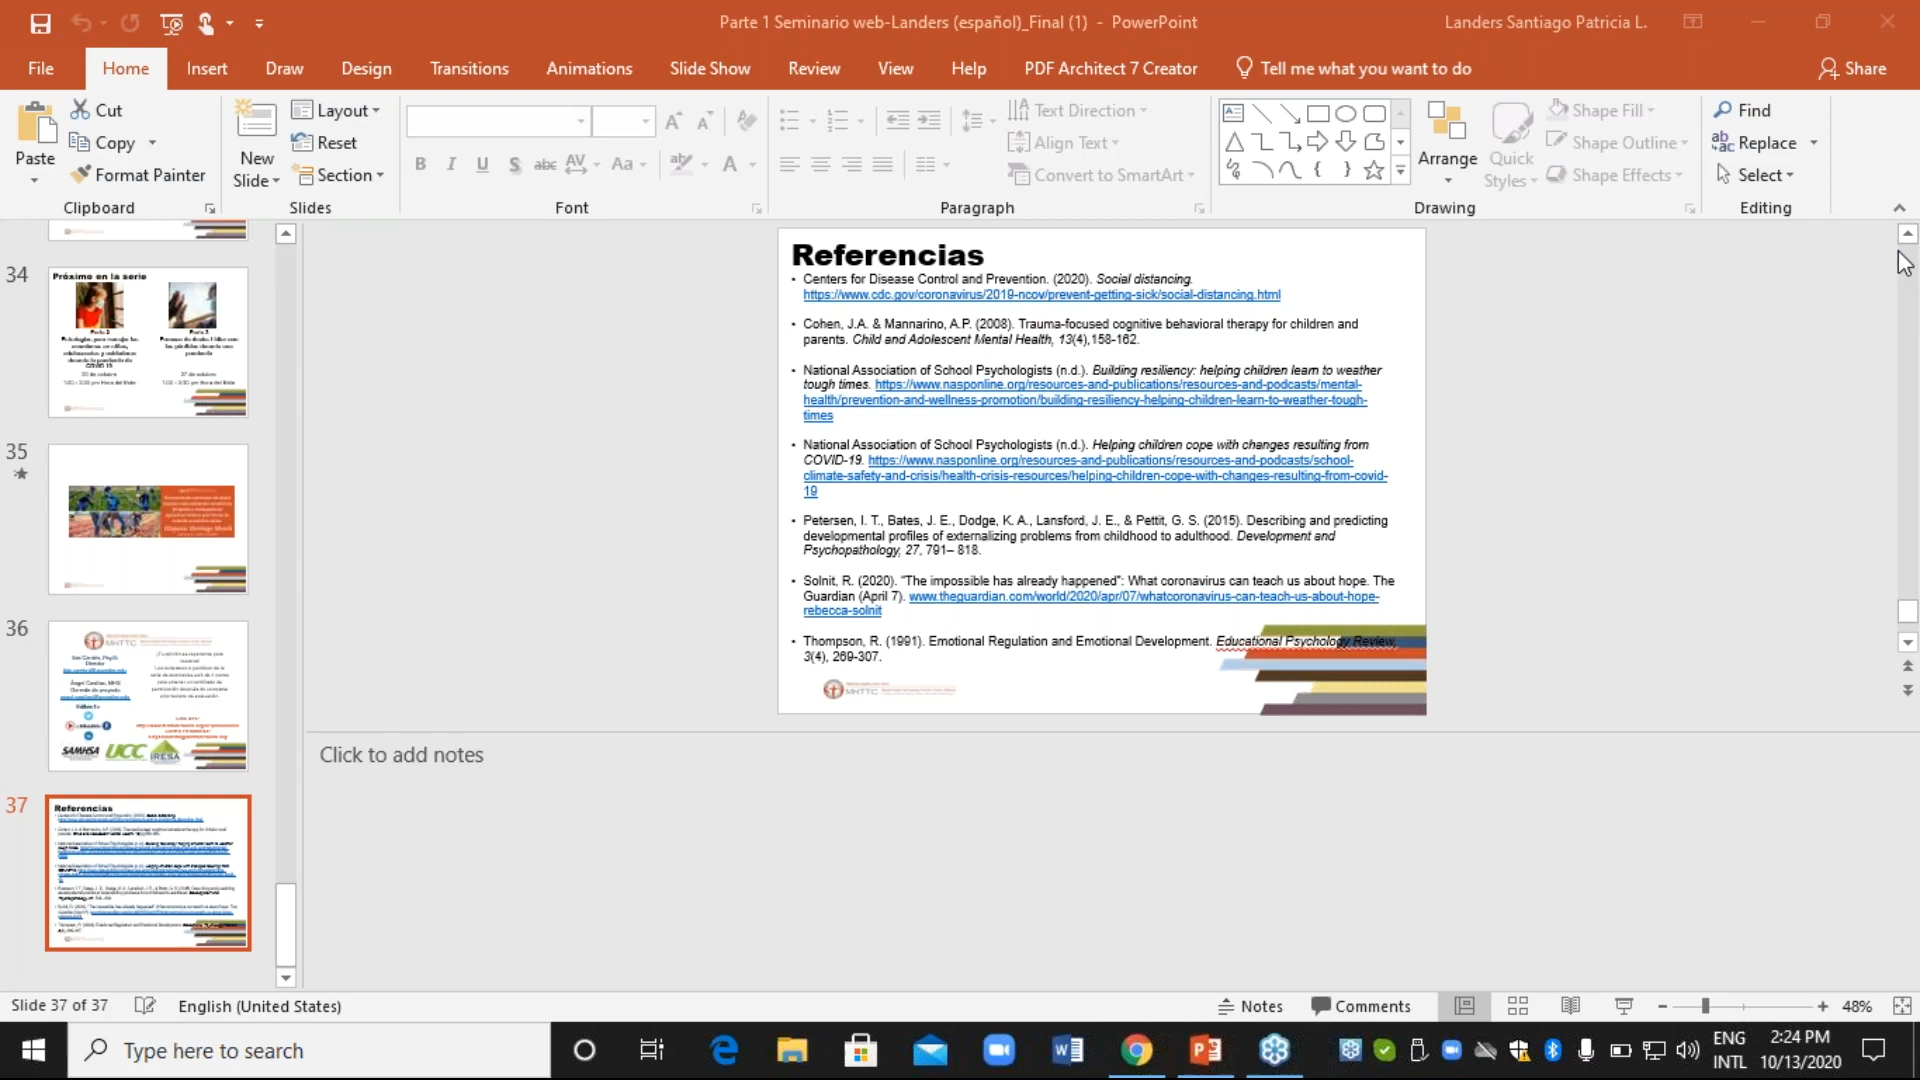 Parte 1 Seminario web-Landers (español)_Final (1) - PowerPoint
Landers Santiago Patricia L.
File Home Insert Draw Design Transitions Animations Slide Show Review View Help PDF Architect 7 Creator Tell me what you want to do Share
Paste
Cut
Copy
Format Painter
Clipboard
New Slide
Layout
Reset
Section
Slides
Font
Text Direction
Align Text
Convert to SmartArt
Paragraph
Arrange
Quick Styles
Shape Fill
Shape Outline
Shape Effects
Drawing
Find
Replace
Select
Editing
34
Próximo en la serie
35
36
MHTTC
SAMHSA UCC IRESA
37
Referencias
Referencias
• Centers for Disease Control and Prevention. (2020). Social distancing.
https://www.cdc.gov/coronavirus/2019-ncov/prevent-getting-sick/social-distancing.html
• Cohen, J.A. & Mannarino, A.P. (2008). Trauma-focused cognitive behavioral therapy for children and
parents. Child and Adolescent Mental Health, 13(4),158-162.
• National Association of School Psychologists (n.d.). Building resiliency: helping children learn to weather
tough times. https://www.nasponline.org/resources-and-publications/resources-and-podcasts/mental-
health/prevention-and-wellness-promotion/building-resiliency-helping-children-learn-to-weather-tough-
times
• National Association of School Psychologists (n.d.). Helping children cope with changes resulting from
COVID-19. https://www.nasponline.org/resources-and-publications/resources-and-podcasts/school-
climate-safety-and-crisis/health-crisis-resources/helping-children-cope-with-changes-resulting-from-covid-
19
• Petersen, I. T., Bates, J. E., Dodge, K. A., Lansford, J. E., & Pettit, G. S. (2015). Describing and predicting
developmental profiles of externalizing problems from childhood to adulthood. Development and
Psychopathology, 27, 791– 818.
• Solnit, R. (2020). “The impossible has already happened”: What coronavirus can teach us about hope. The
Guardian (April 7). www.theguardian.com/world/2020/apr/07/whatcoronavirus-can-teach-us-about-hope-
rebecca-solnit
• Thompson, R. (1991). Emotional Regulation and Emotional Development. Educational Psychology Review,
3(4), 269-307.
MHTTC
Click to add notes
Slide 37 of 37 English (United States) Notes Comments 48%
Type here to search
ENG 2:24 PM
INTL 10/13/2020